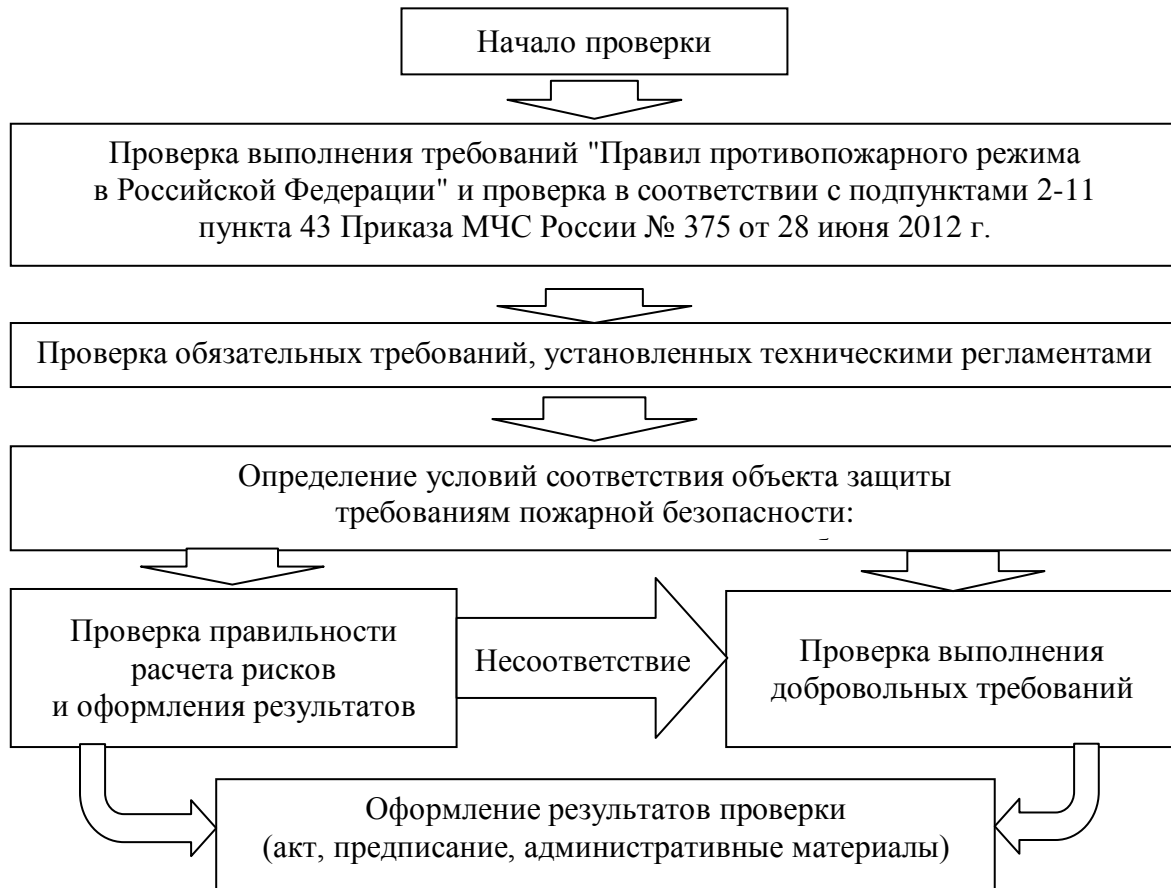 Начало проверки
Проверка выполнения требований "Правил противопожарного режима
в Российской Федерации" и проверка в соответствии с подпунктами 2-11
пункта 43 Приказа МЧС России № 375 от 28 июня 2012 г.
Проверка обязательных требований, установленных техническими регламентами
Определение условий соответствия объекта защиты
требованиям пожарной безопасности:
Проверка правильности
расчета рисков
и оформления результатов
Несоответствие
Проверка выполнения
добровольных требований
Оформление результатов проверки
(акт, предписание, административные материалы)